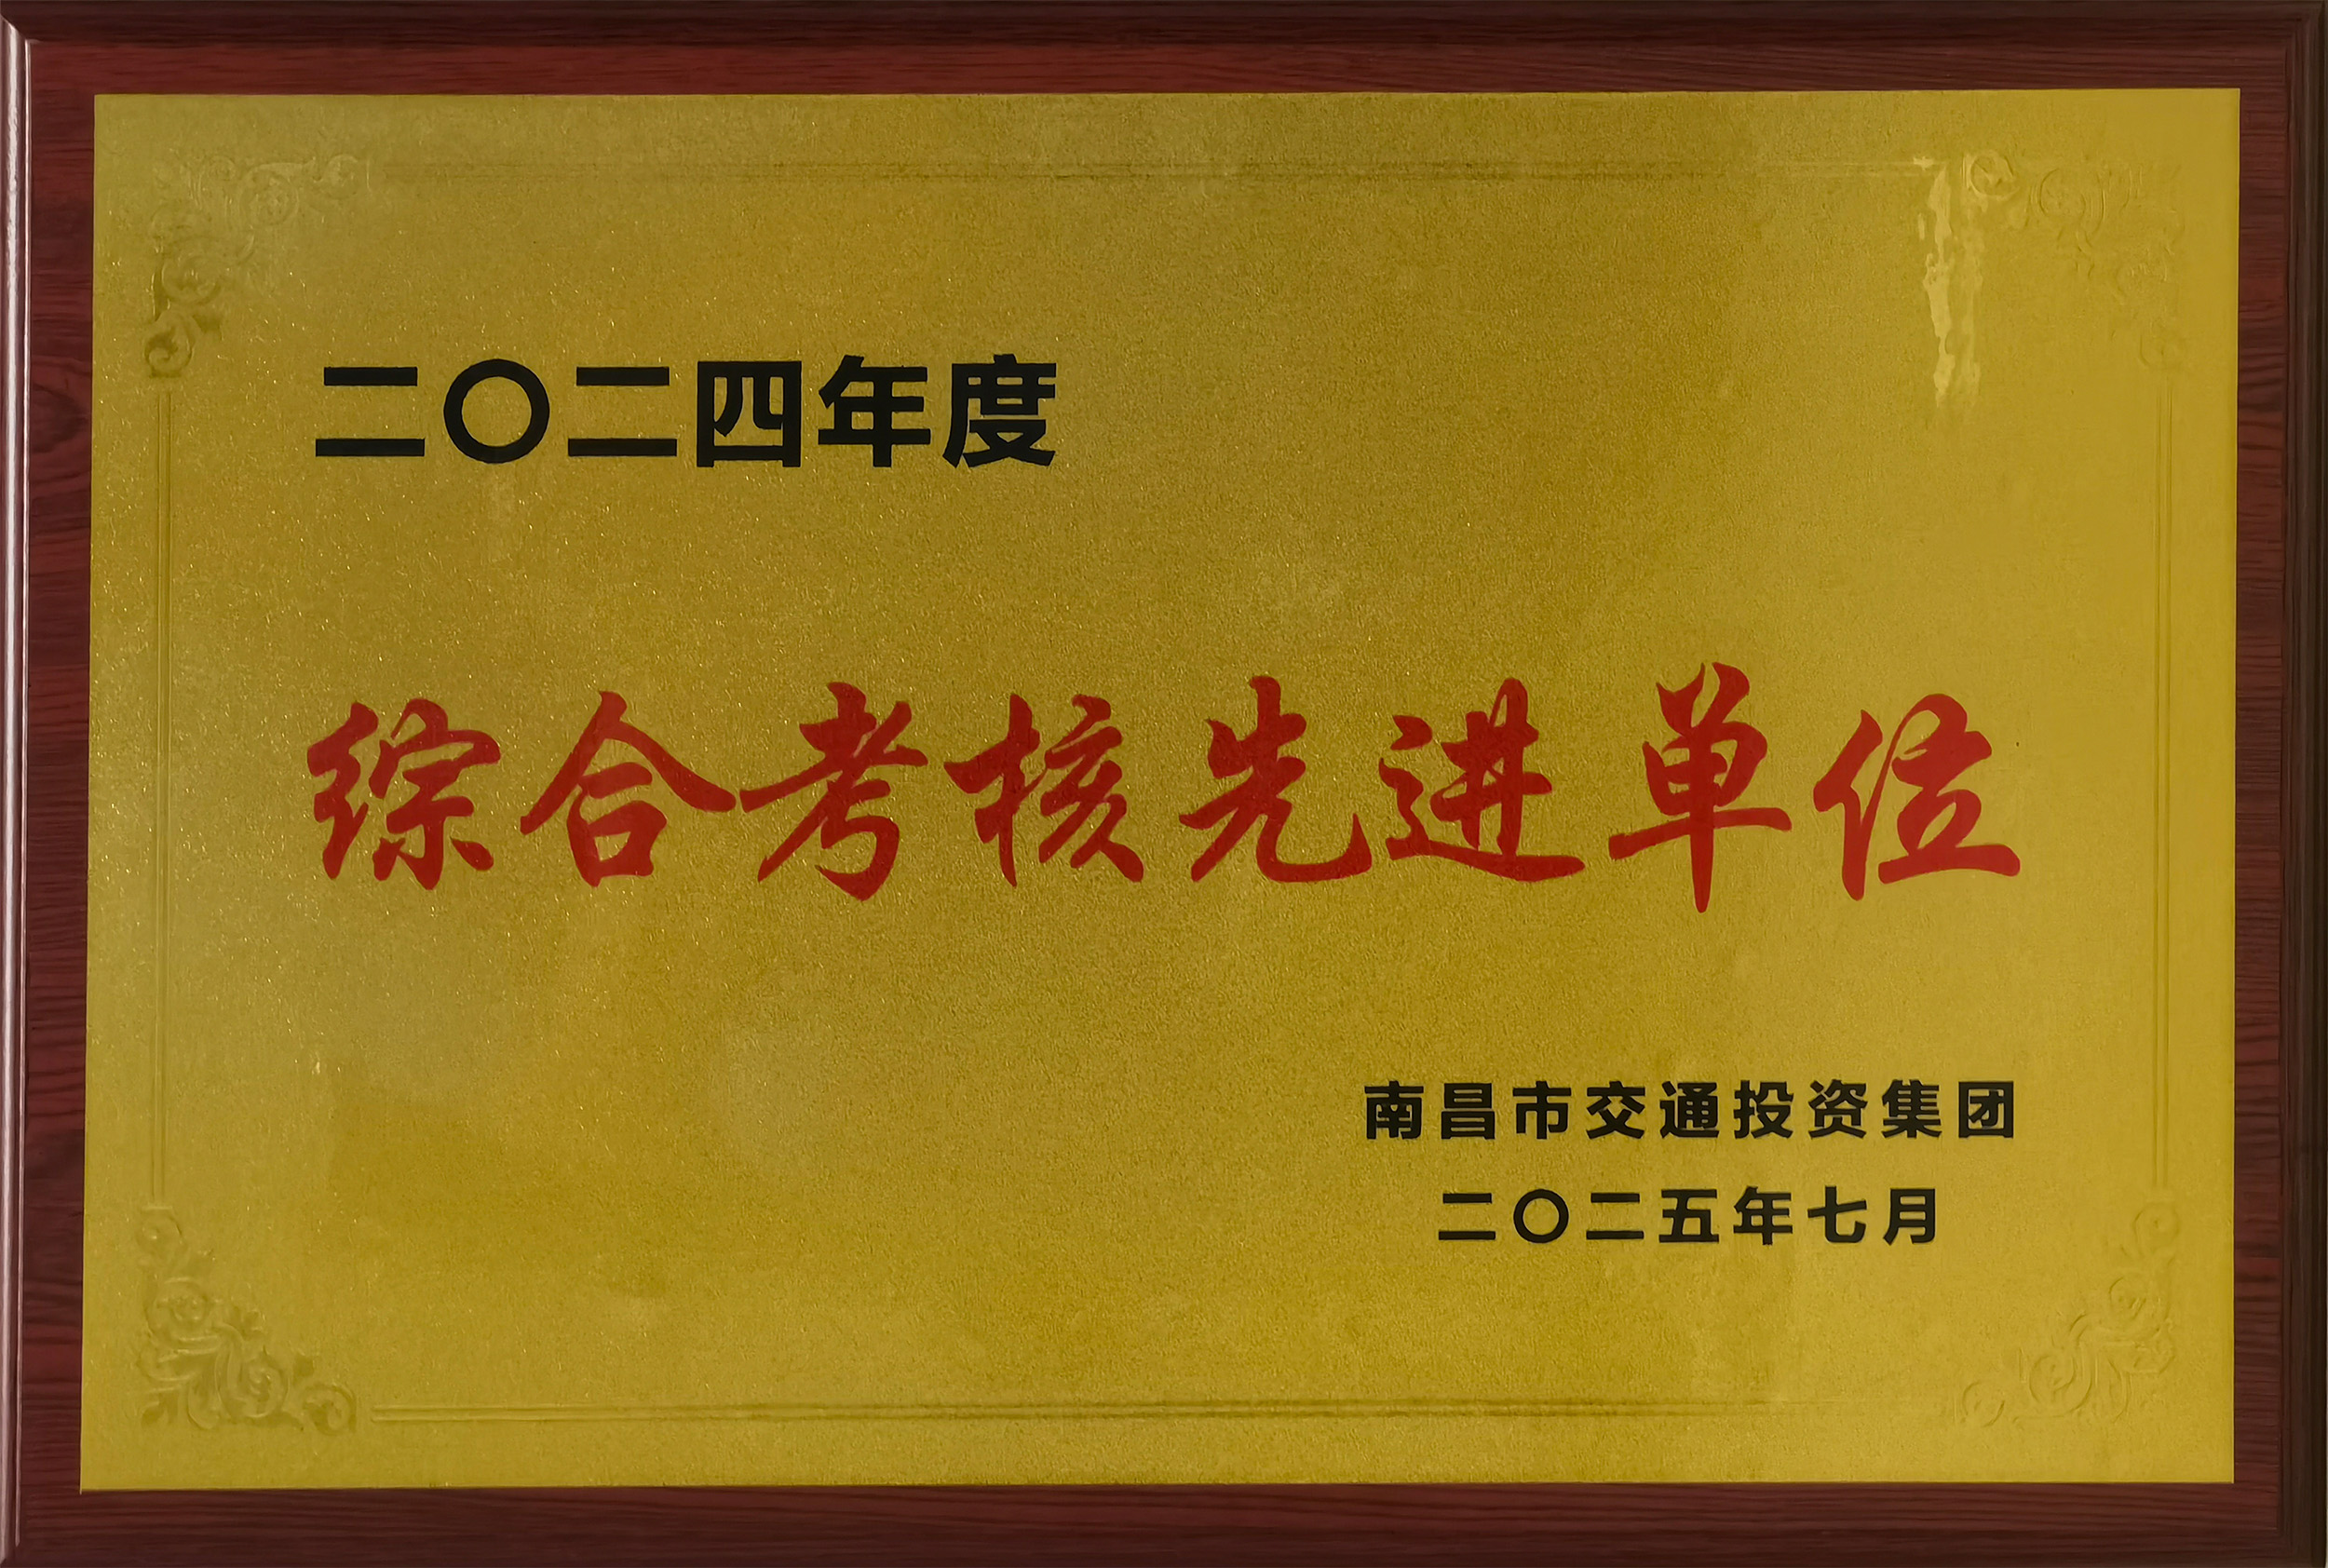 二〇二四年度
综合考核先进单位
南昌市交通投资集团
二〇二五年七月